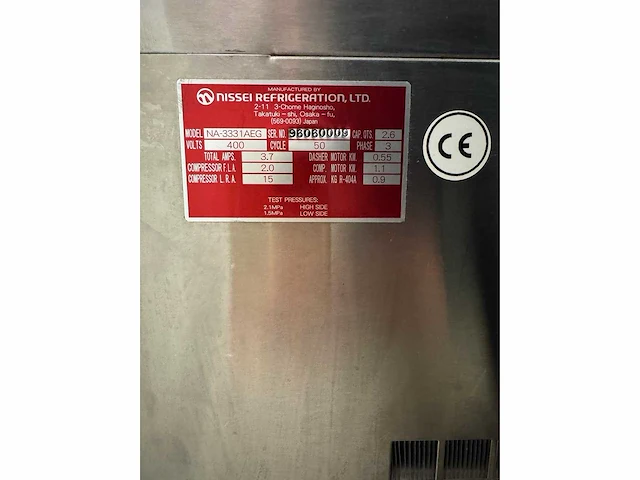 MANUFACTURED BY
NISSEI REFRIGERATION, LTD.
2-11 3-Chome Haginosho,
Takatuki-shi, Osaka-fu,
(569-0093) Japan
MODEL NA-3331AEG SER. NO. CAP. QTS. 2.6
VOLTS 400 CYCLE 50 PHASE 3
TOTAL AMPS. 3.7 DASHER MOTOR KW. 0.55
COMPRESSOR F.L.A. 2.0 COMP. MOTOR KW. 1.1
COMPRESSOR L.R.A. 15 APPROX. KG R-404A 0.9
TEST PRESSURES:
2.1MPa HIGH SIDE
1.5MPa LOW SIDE
CE